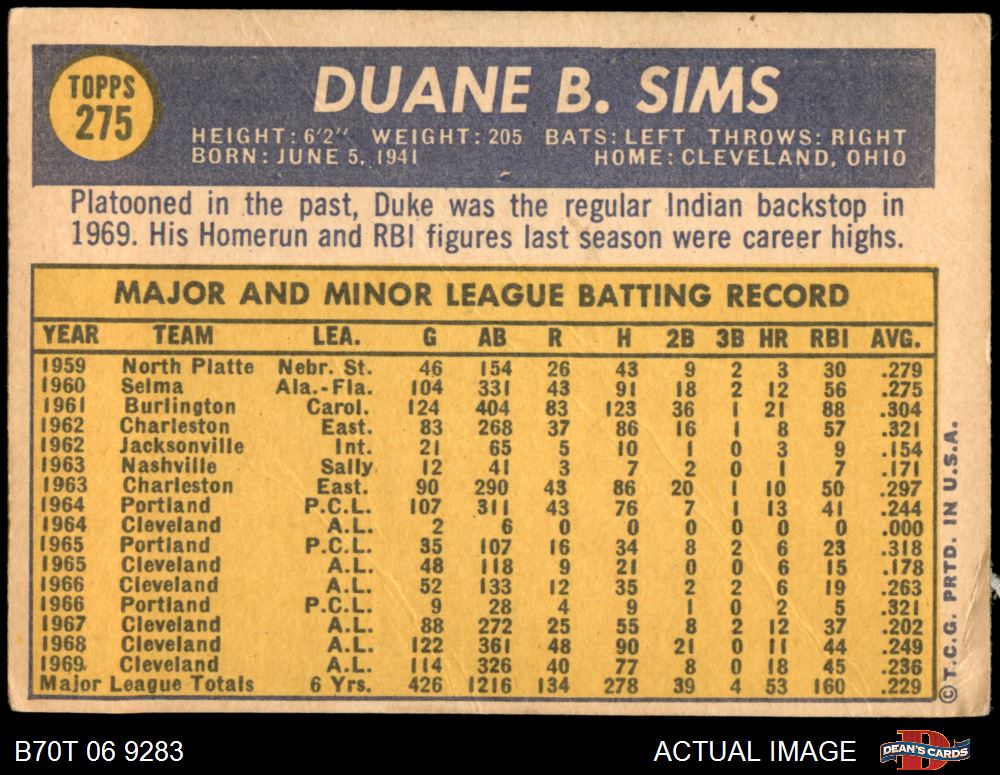 TOPPS
275
DUANE B. SIMS
HEIGHT: 6'2" WEIGHT: 205 BATS: LEFT THROWS: RIGHT
BORN: JUNE 5, 1941 HOME: CLEVELAND, OHIO
Platooned in the past, Duke was the regular Indian backstop in
1969. His Homerun and RBI figures last season were career highs.
MAJOR AND MINOR LEAGUE BATTING RECORD
YEAR TEAM LEA. G AB R H 2B 3B HR RBI AVG.
1959 North Platte Nebr. St. 46 154 26 43 9 2 3 30 .279
1960 Selma Ala.-Fla. 104 331 43 91 18 2 12 56 .275
1961 Burlington Carol. 124 404 83 123 36 1 21 88 .304
1962 Charleston East. 83 268 37 86 16 1 8 57 .321
1962 Jacksonville Int. 21 65 5 10 1 0 3 9 .154
1963 Nashville Sally 12 41 3 7 2 0 1 7 .171
1963 Charleston East. 90 290 43 86 20 1 10 50 .297
1964 Portland P.C.L. 107 311 43 76 7 1 13 41 .244
1964 Cleveland A.L. 2 6 0 0 0 0 0 0 .000
1965 Portland P.C.L. 35 107 16 34 8 2 6 23 .318
1965 Cleveland A.L. 48 118 9 21 0 0 6 15 .178
1966 Cleveland A.L. 52 133 12 35 2 2 6 19 .263
1966 Portland P.C.L. 9 28 4 9 1 0 2 5 .321
1967 Cleveland A.L. 88 272 25 55 8 2 12 37 .202
1968 Cleveland A.L. 122 361 48 90 21 0 11 44 .249
1969 Cleveland A.L. 114 326 40 77 8 0 18 45 .236
Major League Totals 6 Yrs. 426 1216 134 278 39 4 53 160 .229
© T.C.G. PRTD. IN U.S.A.
B70T 06 9283 ACTUAL IMAGE
DEAN'S CARDS